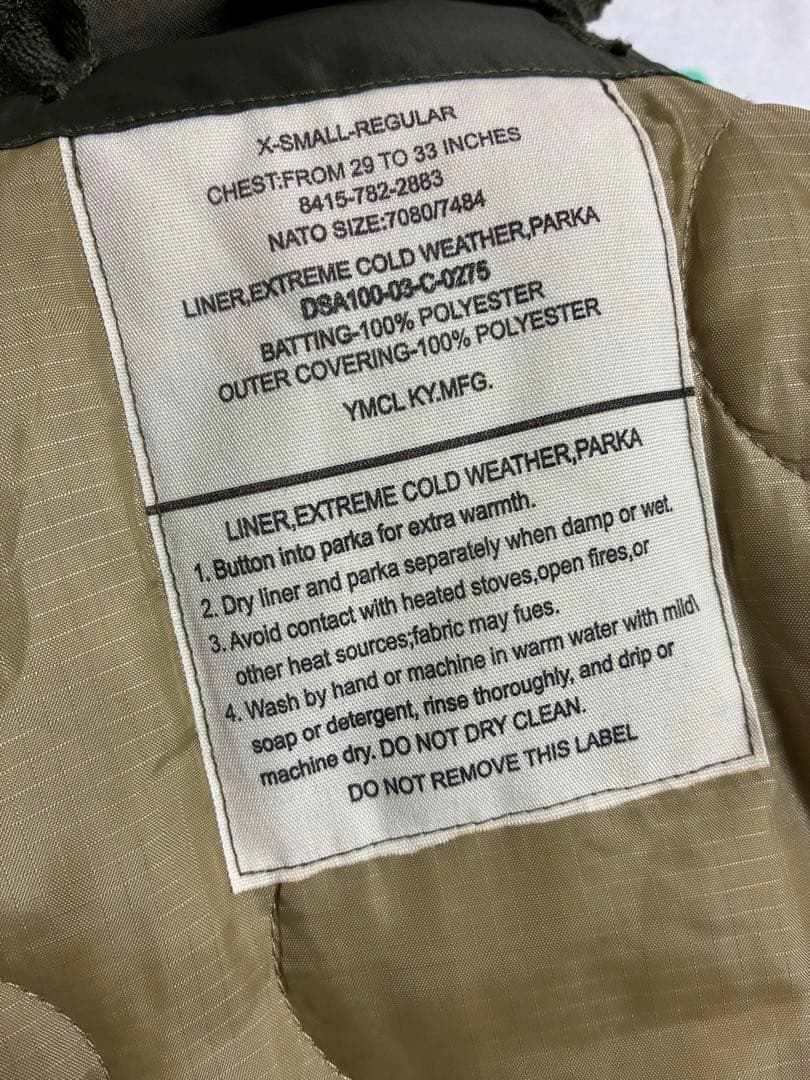 X-SMALL-REGULAR
CHEST:FROM 29 TO 33 INCHES
8415-782-2883
NATO SIZE:7080/7484
LINER,EXTREME COLD WEATHER,PARKA
DSA100-03-C-0275
BATTING-100% POLYESTER
OUTER COVERING-100% POLYESTER
YMCL KY.MFG.
LINER,EXTREME COLD WEATHER,PARKA
1. Button into parka for extra warmth.
2. Dry liner and parka separately when damp or wet.
3. Avoid contact with heated stoves,open fires,or
other heat sources;fabric may fues.
4. Wash by hand or machine in warm water with mild\
soap or detergent, rinse thoroughly, and drip or
machine dry. DO NOT DRY CLEAN.
DO NOT REMOVE THIS LABEL